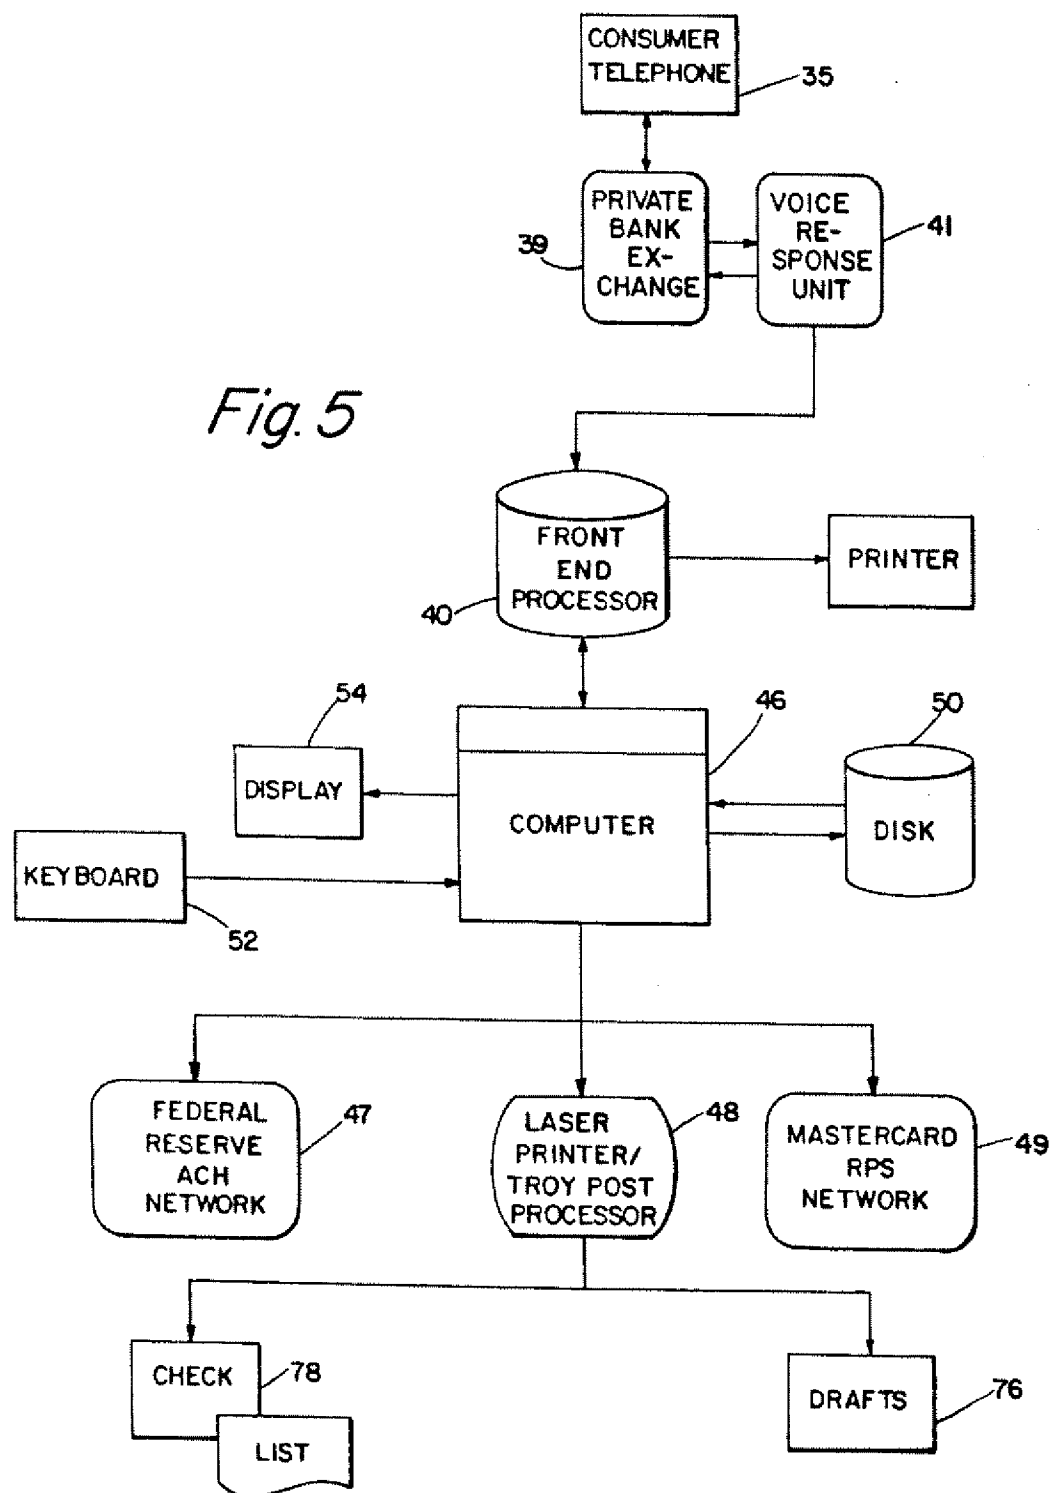 CONSUMER
TELEPHONE
35
PRIVATE
BANK
EX-
CHANGE
39
VOICE
RE-
SPONSE
UNIT
41
Fig. 5
FRONT
END
PROCESSOR
40
PRINTER
54
DISPLAY
46
COMPUTER
50
DISK
KEYBOARD
52
FEDERAL
RESERVE
ACH
NETWORK
47
LASER
PRINTER/
TROY POST
PROCESSOR
48
MASTERCARD
RPS
NETWORK
49
CHECK
78
LIST
DRAFTS
76